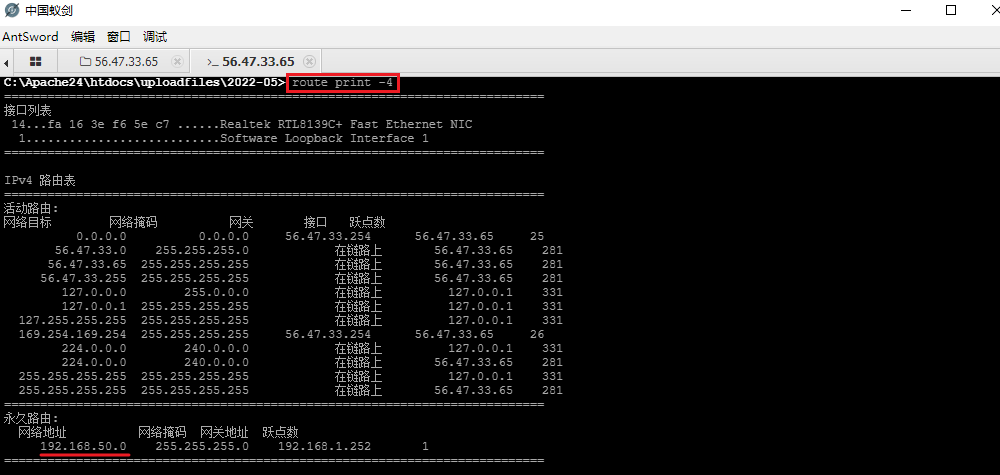 中国蚁剑
AntSword 编辑 窗口 调试
56.47.33.65 56.47.33.65
C:\Apache24\htdocs\uploadfiles\2022-05> route print -4
===========================================================================
接口列表
14...fa 16 3e f6 5e c7 ......Realtek RTL8139C+ Fast Ethernet NIC
1...........................Software Loopback Interface 1
===========================================================================
IPv4 路由表
===========================================================================
活动路由:
网络目标 网络掩码 网关 接口 跃点数
0.0.0.0 0.0.0.0 56.47.33.254 56.47.33.65 25
56.47.33.0 255.255.255.0 在链路上 56.47.33.65 281
56.47.33.65 255.255.255.255 在链路上 56.47.33.65 281
56.47.33.255 255.255.255.255 在链路上 56.47.33.65 281
127.0.0.0 255.0.0.0 在链路上 127.0.0.1 331
127.0.0.1 255.255.255.255 在链路上 127.0.0.1 331
127.255.255.255 255.255.255.255 在链路上 127.0.0.1 331
169.254.169.254 255.255.255.255 56.47.33.254 56.47.33.65 26
224.0.0.0 240.0.0.0 在链路上 127.0.0.1 331
224.0.0.0 240.0.0.0 在链路上 56.47.33.65 281
255.255.255.255 255.255.255.255 在链路上 127.0.0.1 331
255.255.255.255 255.255.255.255 在链路上 56.47.33.65 281
===========================================================================
永久路由:
网络地址 网络掩码 网关地址 跃点数
192.168.50.0 255.255.255.0 192.168.1.252 1
===========================================================================